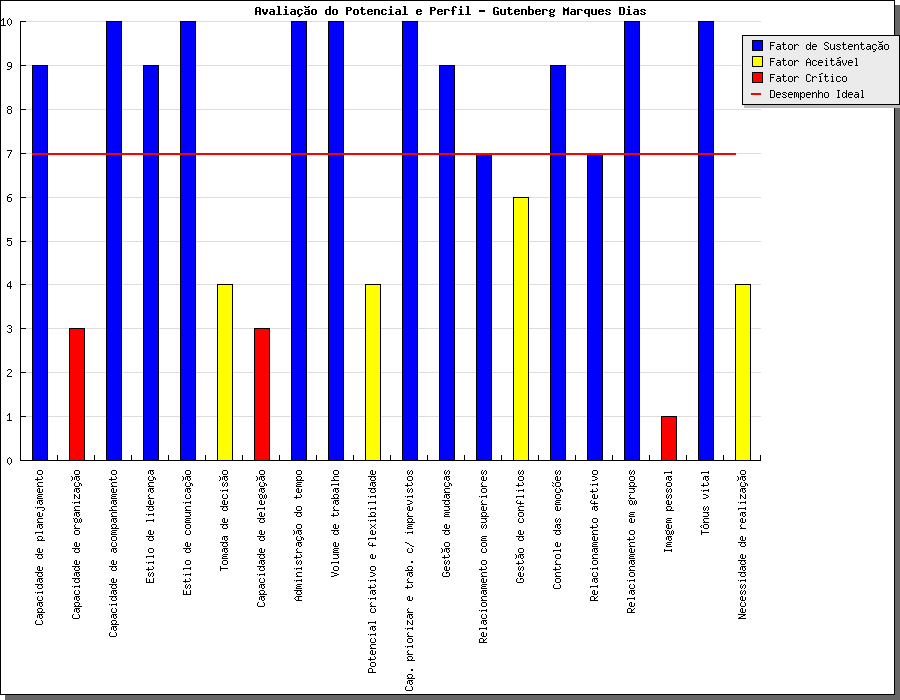 Avaliação do Potencial e Perfil - Gutenberg Marques Dias
Fator de Sustentação
Fator Aceitável
Fator Crítico
Desempenho Ideal
10
9
8
7
6
5
4
3
2
1
0
Capacidade de planejamento
Capacidade de organização
Capacidade de acompanhamento
Estilo de liderança
Estilo de comunicação
Tomada de decisão
Capacidade de delegação
Administração do tempo
Volume de trabalho
Potencial criativo e flexibilidade
Cap. priorizar e trab. c/ imprevistos
Gestão de mudanças
Relacionamento com superiores
Gestão de conflitos
Controle das emoções
Relacionamento afetivo
Relacionamento em grupos
Imagem pessoal
Tônus vital
Necessidade de realização